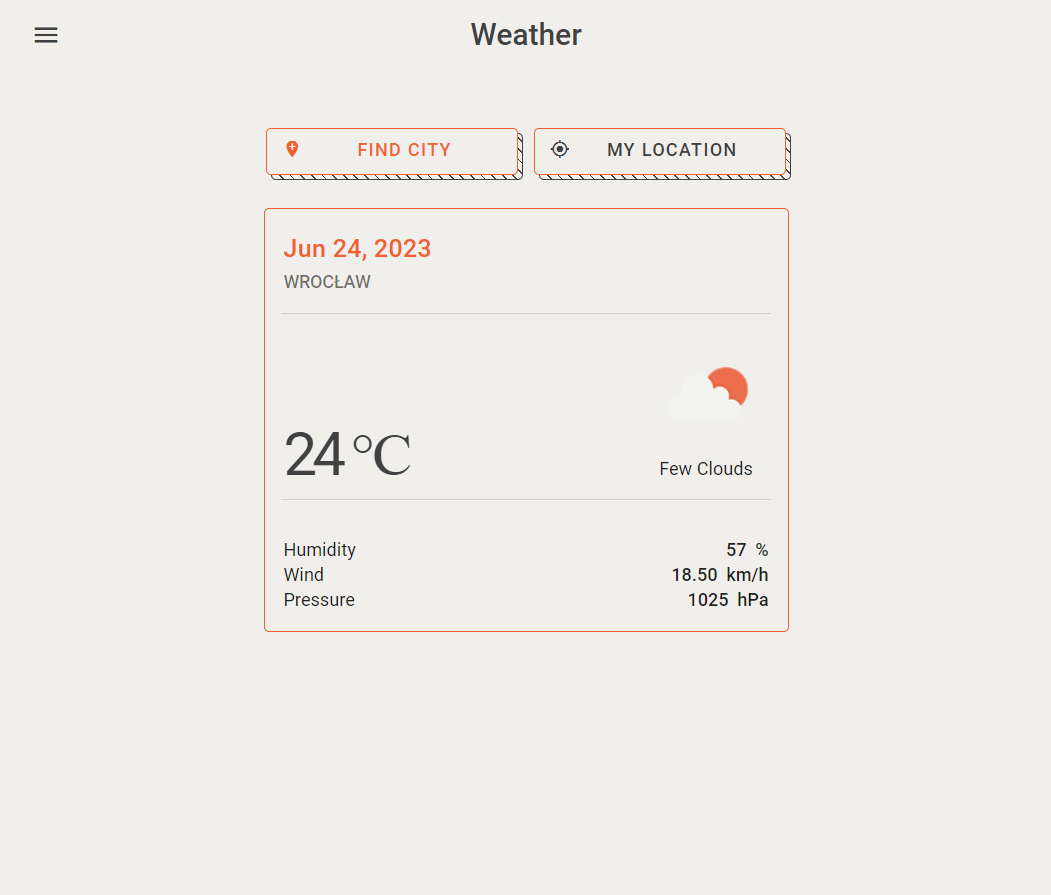 Weather
FIND CITY
MY LOCATION
Jun 24, 2023
WROCŁAW
24 °C
Few Clouds
Humidity 57 %
Wind 18.50 km/h
Pressure 1025 hPa